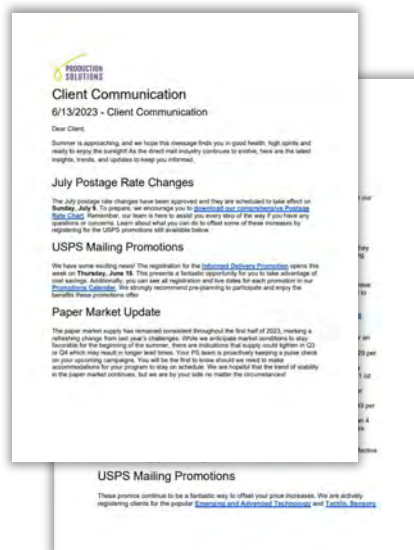 PRODUCTION
SOLUTIONS
Client Communication
6/13/2023 - Client Communication
Dear Client,
Summer is approaching, and we hope this message finds you in good health, high spirits and
ready to enjoy the sunlight! As the direct mail industry continues to evolve, here are the latest
insights, trends, and updates to keep you informed.
July Postage Rate Changes
The July postage rate changes have been approved and they are scheduled to take effect on
Sunday, July 9. To prepare, we encourage you to download our comprehensive Postage
Rate Chart. Remember, our team is here to assist you every step of the way if you have any
questions or concerns. Learn about what you can do to offset some of these increases by
registering for the USPS promotions still available below.
USPS Mailing Promotions
We have some exciting news! The registration for the Informed Delivery Promotion opens this
week on Thursday, June 15. This presents a fantastic opportunity for you to take advantage of
cost savings. Additionally, you can see all registration and live dates for each promotion in our
Promotions Calendar. We strongly recommend pre-planning to participate and enjoy the
benefits these promotions offer.
Paper Market Update
The paper market supply has remained consistent throughout the first half of 2023, marking a
refreshing change from last year's challenges. While we anticipate market conditions to stay
favorable for the beginning of the summer, there are indications that supply could tighten in Q3
or Q4 which may result in longer lead times. Your PS team is proactively keeping a pulse check
on your upcoming campaigns. You will be the first to know should we need to make
accommodations for your program to stay on schedule. We are hopeful that the trend of stability
in the paper market continues, but we are by your side no matter the circumstances!
USPS Mailing Promotions
These promos continue to be a fantastic way to offset your price increases. We are actively
registering clients for the popular Emerging and Advanced Technology and Tactile, Sensory